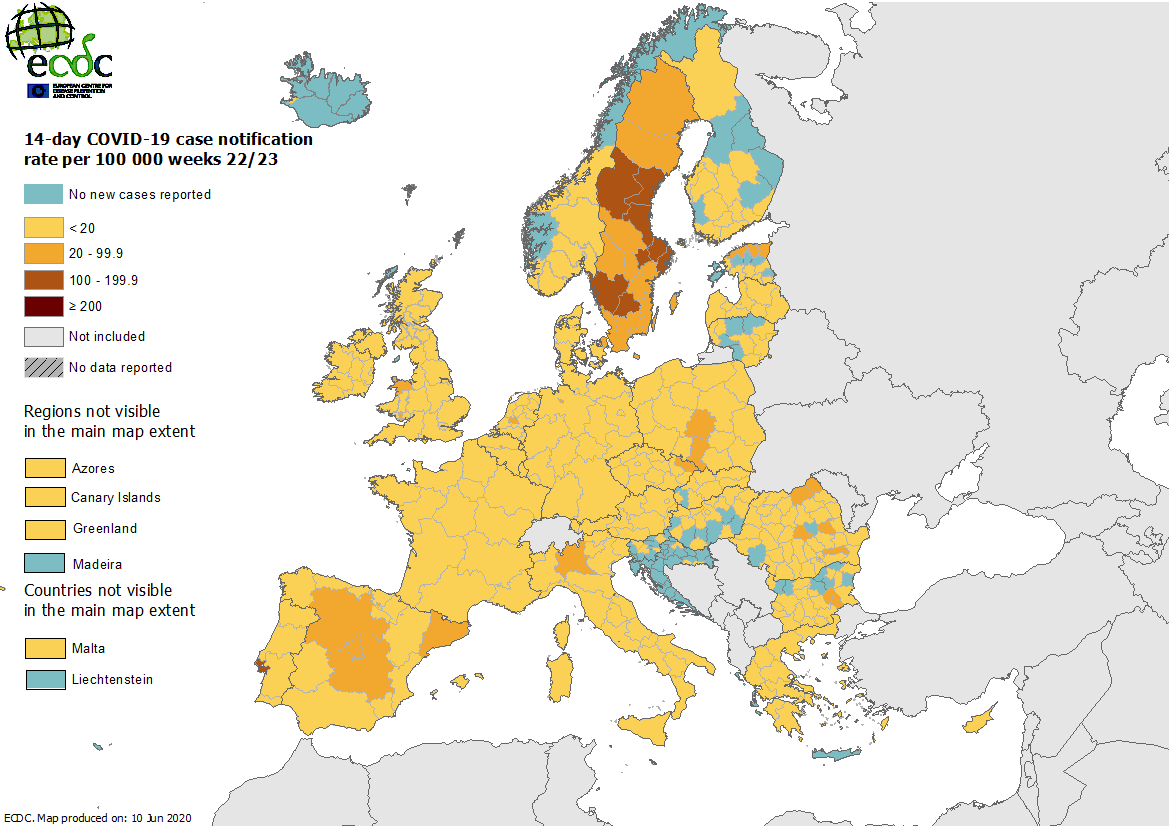 ecdc
EUROPEAN CENTRE FOR
DISEASE PREVENTION
AND CONTROL
14-day COVID-19 case notification
rate per 100 000 weeks 22/23
No new cases reported
< 20
20 - 99.9
100 - 199.9
≥ 200
Not included
No data reported
Regions not visible
in the main map extent
Azores
Canary Islands
Greenland
Madeira
Countries not visible
in the main map extent
Malta
Liechtenstein
ECDC. Map produced on: 10 Jun 2020